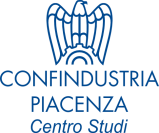 CONFINDUSTRIA
PIACENZA
Centro Studi